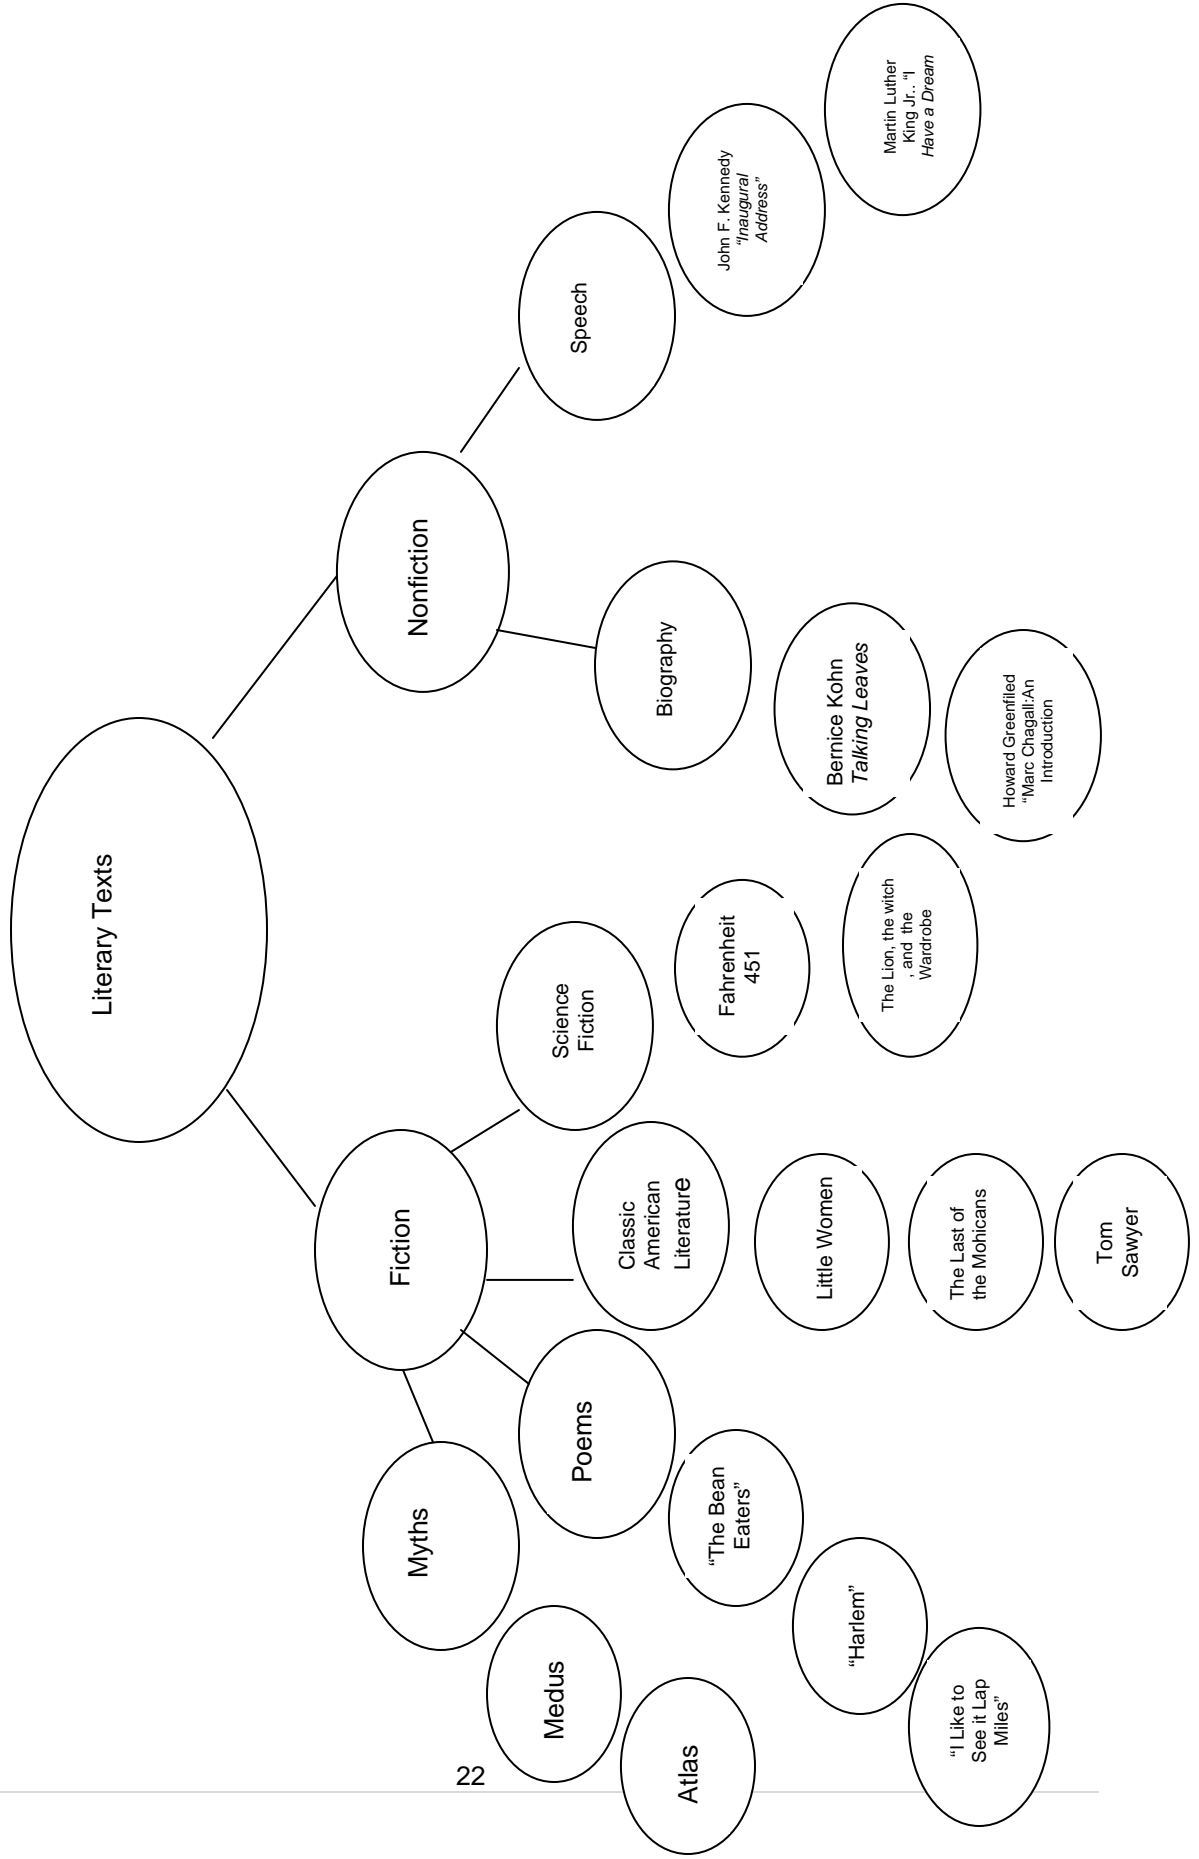 Literary Texts
Fiction
Nonfiction
Myths
Poems
Classic
American
Literature
Science
Fiction
Biography
Speech
Medus
Atlas
“The Bean
Eaters”
“Harlem”
“I Like to
See it Lap
Miles”
Little Women
The Last of
the Mohicans
Tom
Sawyer
Fahrenheit
451
The Lion, the witch
, and the
Wardrobe
Bernice Kohn
Talking Leaves
Howard Greenfiled
“Marc Chagall:An
Introduction
John F. Kennedy
“Inaugural
Address”
Martin Luther
King Jr.. “I
Have a Dream
22